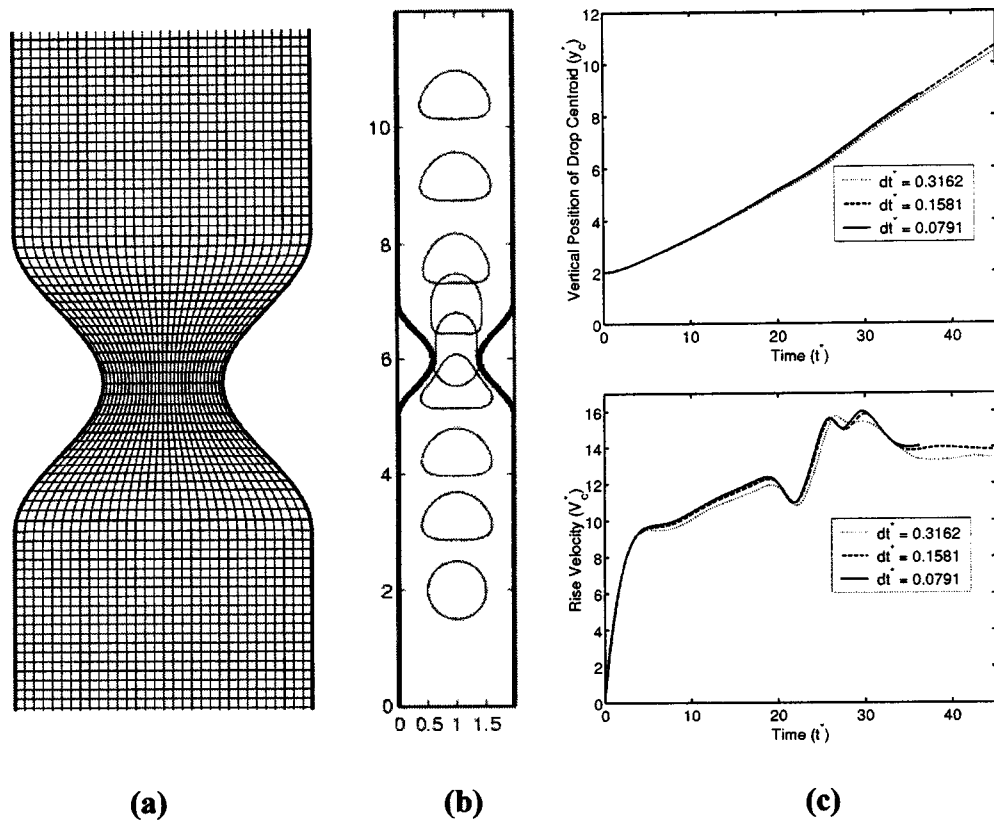 10
8
6
4
2
0
0 0.5 1 1.5
(a)
(b)
12
10
8
6
4
2
0
Vertical Position of Drop Centroid (y*c)
dt* = 0.3162
dt* = 0.1581
dt* = 0.0791
0 10 20 30 40
Time (t*)
16
14
12
10
8
6
4
2
0
Rise Velocity (V*c)
dt* = 0.3162
dt* = 0.1581
dt* = 0.0791
0 10 20 30 40
Time (t*)
(c)